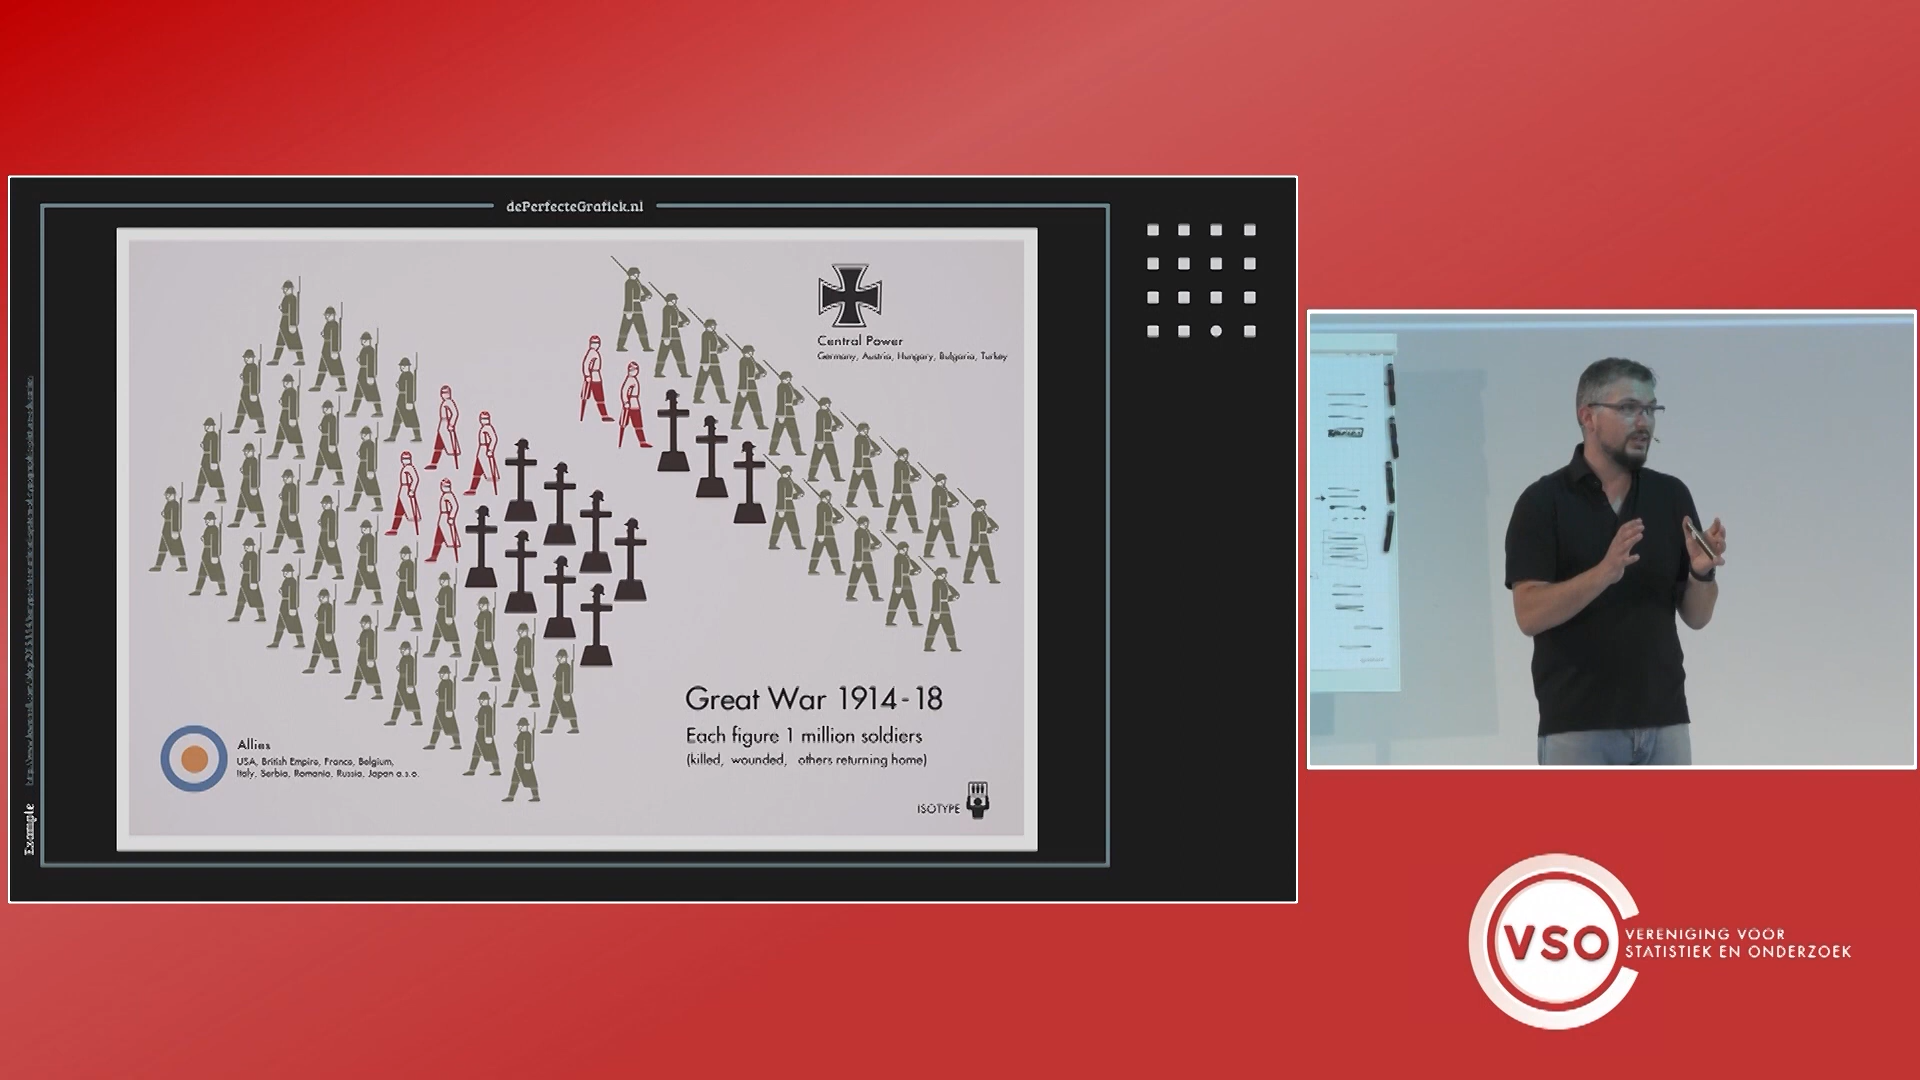 dePerfecteGrafiek.nl
Central Power
Germany, Austria, Hungary, Bulgaria, Turkey
Great War 1914-18
Each figure 1 million soldiers
(killed, wounded, others returning home)
Allies
USA, British Empire, France, Belgium,
Italy, Serbia, Romania, Russia, Japan a.s.o.
ISOTYPE
Example
VSO
VERENIGING VOOR
STATISTIEK EN ONDERZOEK